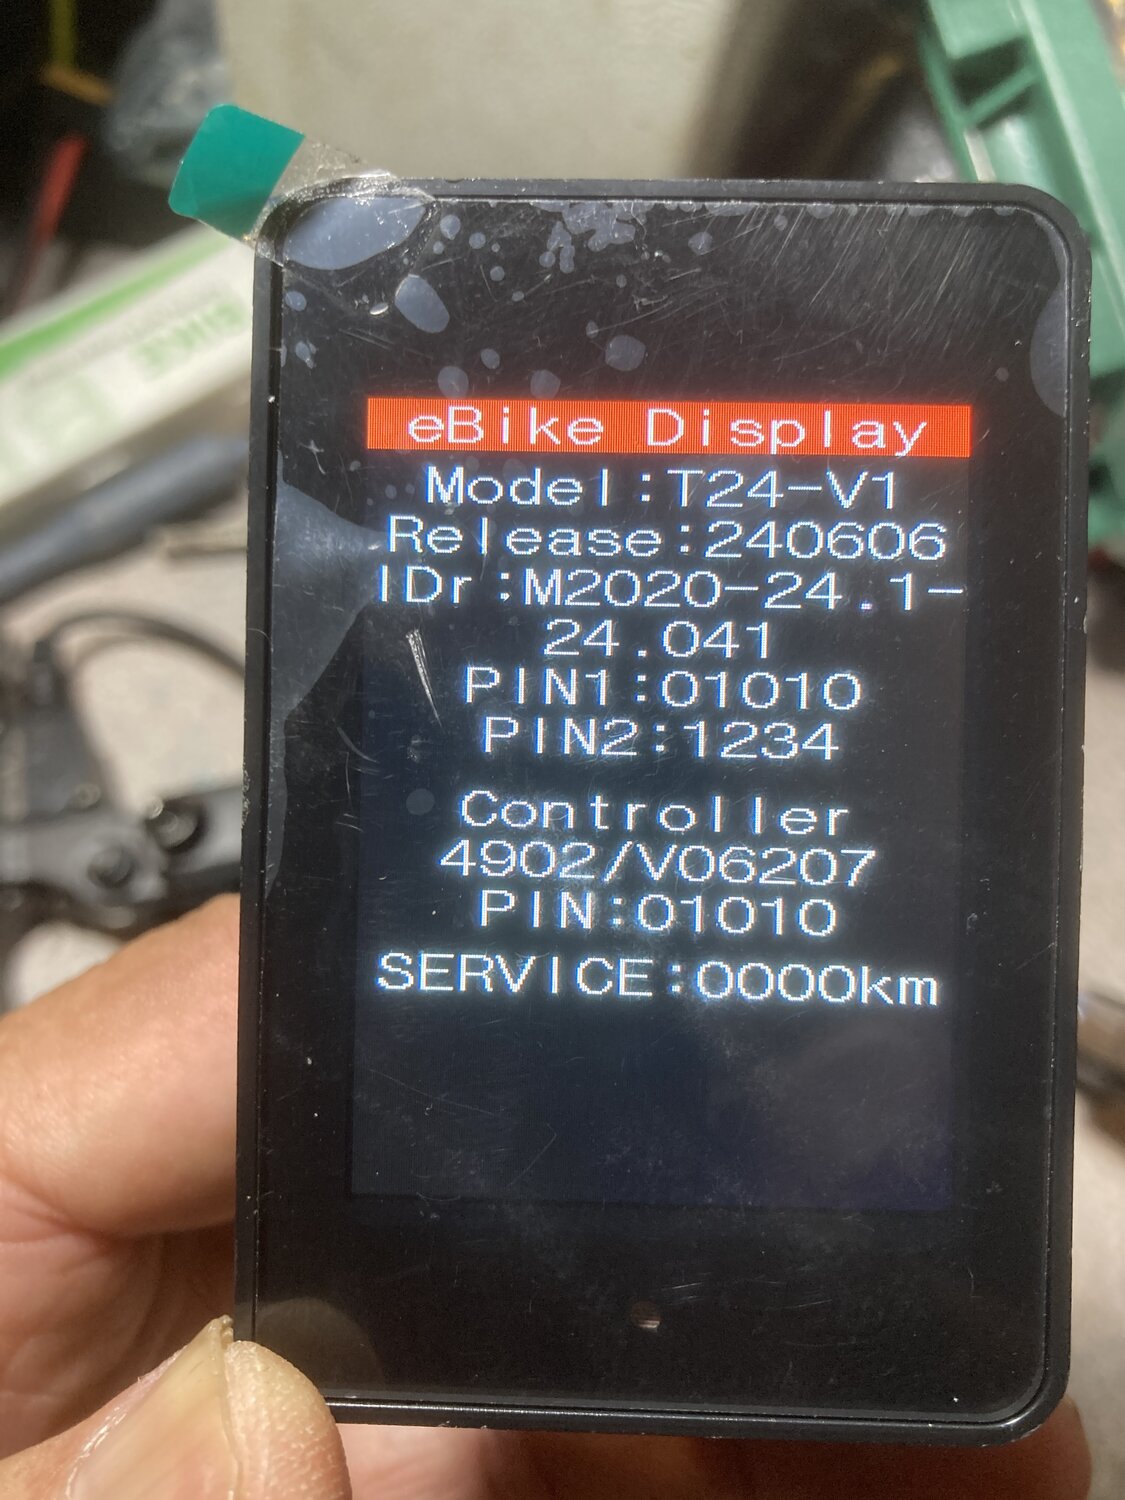 eBike Display
Model:T24-V1
Release:240606
IDr:M2020-24.1-
24.041
PIN1:01010
PIN2:1234
Controller
4902/V06207
PIN:01010
SERVICE:0000km
BIKE